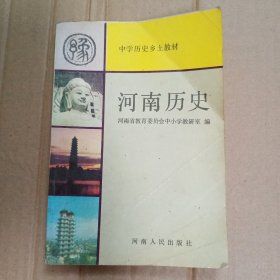 豫
中学历史乡土教材
河南历史
河南省教育委员会中小学教研室 编
河南人民出版社